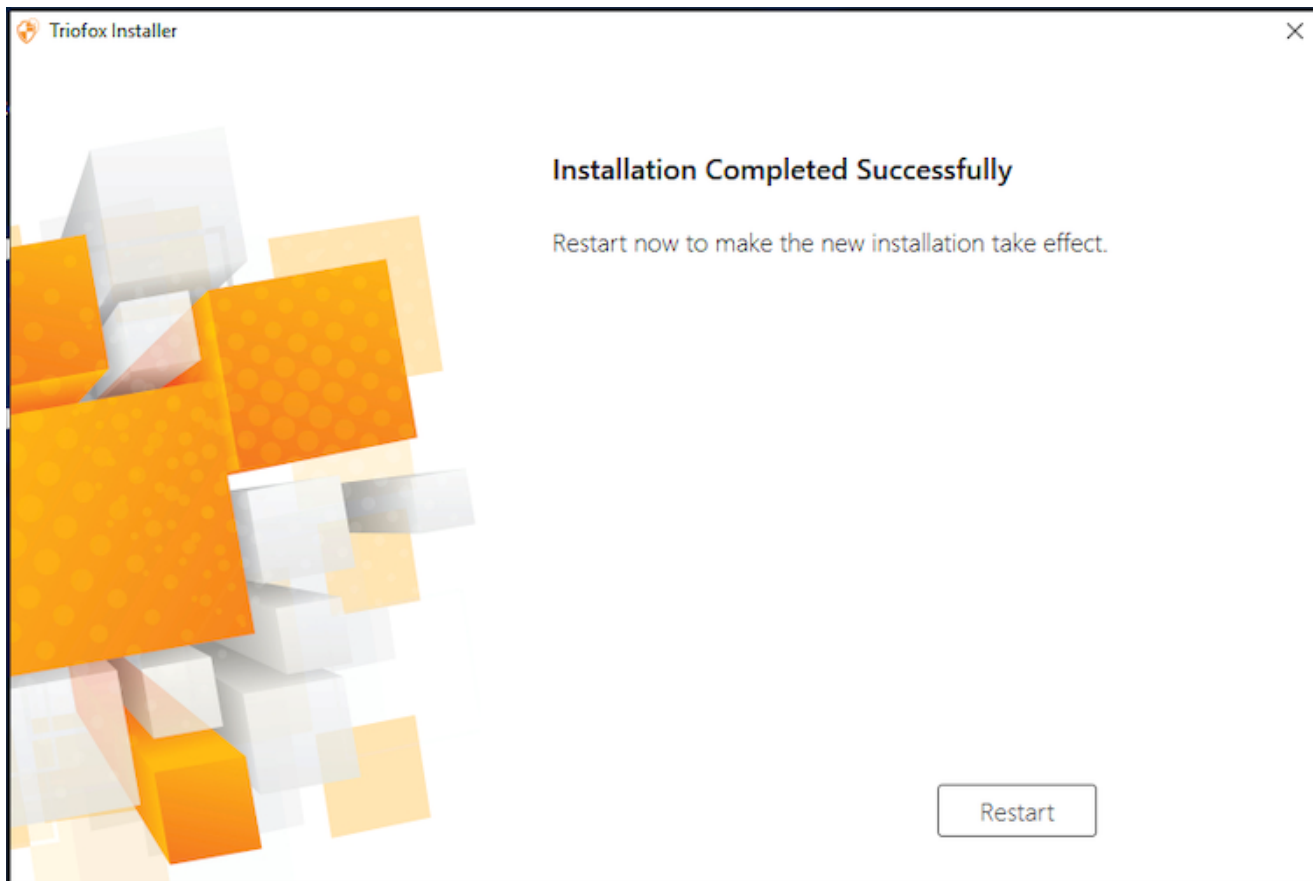 Triofox Installer
Installation Completed Successfully
Restart now to make the new installation take effect.
Restart